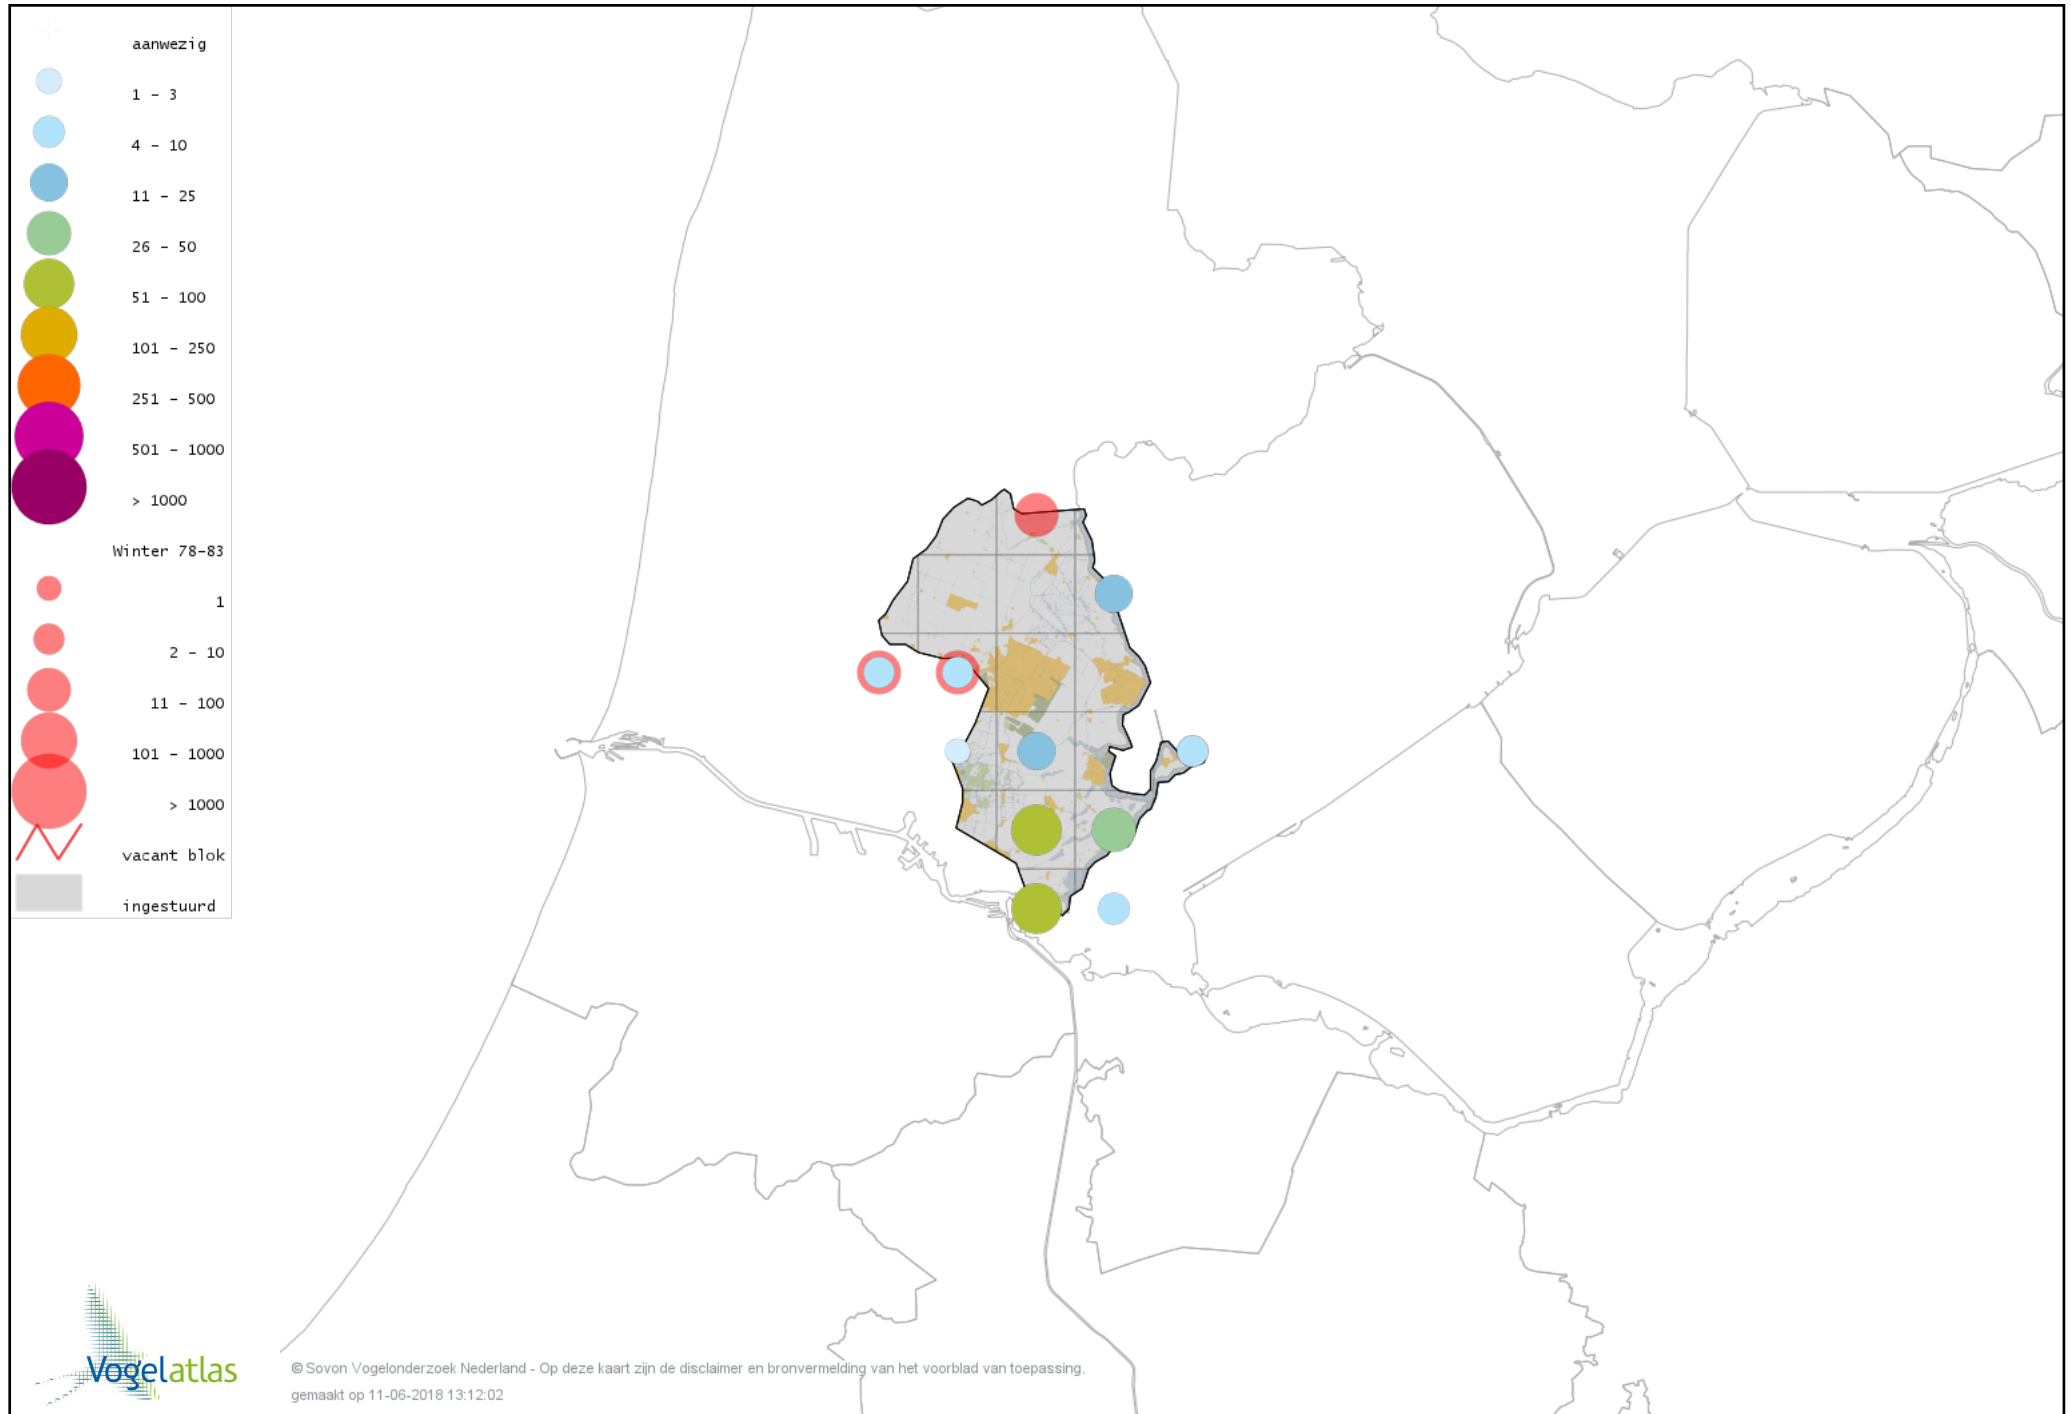 aanwezig
1 - 3
4 - 10
11 - 25
26 - 50
51 - 100
101 - 250
251 - 500
501 - 1000
> 1000
Winter 78-83
1
2 - 10
11 - 100
101 - 1000
> 1000
vacant blok
ingestuurd
Vogelatlas
© Sovon Vogelonderzoek Nederland - Op deze kaart zijn de disclaimer en bronvermelding van het voorblad van toepassing.
gemaakt op 11-06-2018 13:12:02